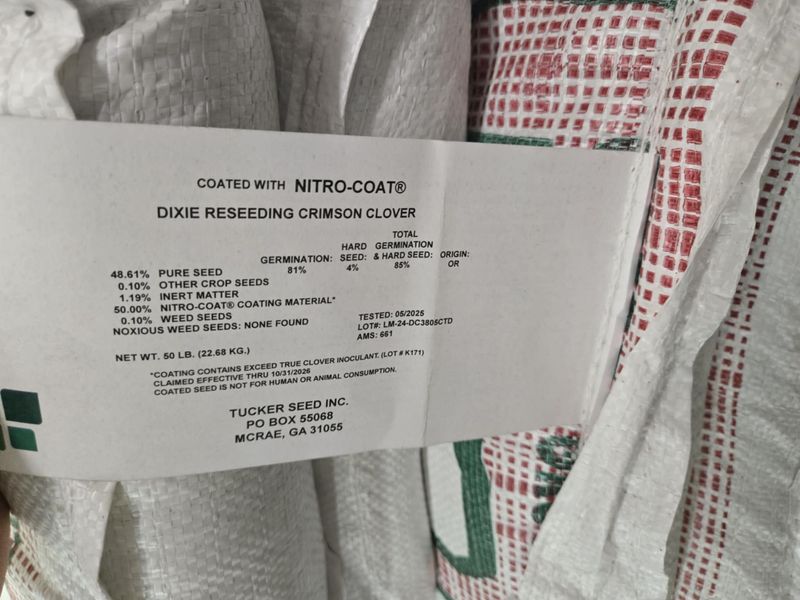 COATED WITH NITRO-COAT®
DIXIE RESEEDING CRIMSON CLOVER
TOTAL
HARD GERMINATION
GERMINATION: SEED: & HARD SEED: ORIGIN:
48.61% PURE SEED 81% 4% 85% OR
0.10% OTHER CROP SEEDS
1.19% INERT MATTER
50.00% NITRO-COAT® COATING MATERIAL*
0.10% WEED SEEDS
NOXIOUS WEED SEEDS: NONE FOUND
TESTED: 05/2025
LOT#: LM-24-DC3805CTD
AMS: 661
NET WT. 50 LB. (22.68 KG.)
*COATING CONTAINS EXCEED TRUE CLOVER INOCULANT. (LOT # K171)
CLAIMED EFFECTIVE THRU 10/31/2026
COATED SEED IS NOT FOR HUMAN OR ANIMAL CONSUMPTION.
TUCKER SEED INC.
PO BOX 55068
MCRAE, GA 31055